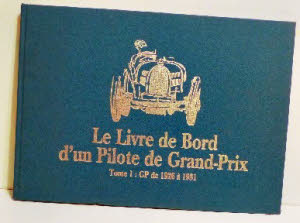 Le Livre de Bord
d'un Pilote de Grand-Prix
Tome 1 : GP de 1926 à 1931